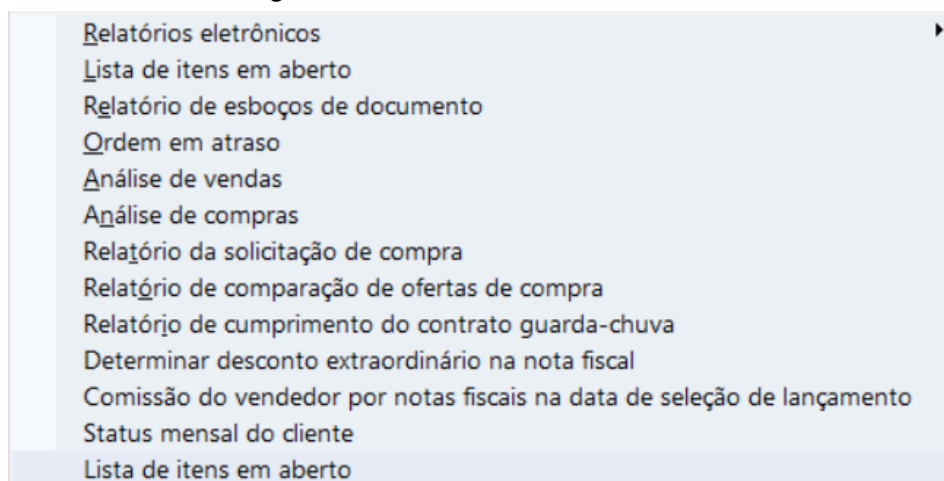 Relatórios eletrônicos
Lista de itens em aberto
Relatório de esboços de documento
Ordem em atraso
Análise de vendas
Análise de compras
Relatório da solicitação de compra
Relatório de comparação de ofertas de compra
Relatório de cumprimento do contrato guarda-chuva
Determinar desconto extraordinário na nota fiscal
Comissão do vendedor por notas fiscais na data de seleção de lançamento
Status mensal do cliente
Lista de itens em aberto